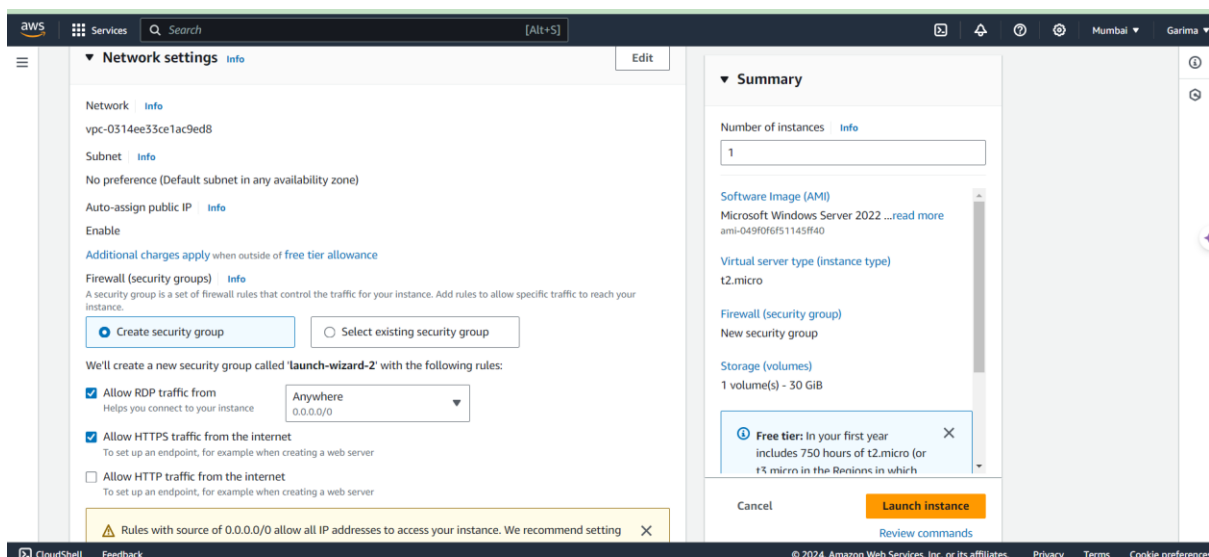 aws
Services
Search
[Alt+S]
Mumbai
Garima
Network settings Info
Edit
Network Info
vpc-0314ee33ce1ac9ed8
Subnet Info
No preference (Default subnet in any availability zone)
Auto-assign public IP Info
Enable
Additional charges apply when outside of free tier allowance
Firewall (security groups) Info
A security group is a set of firewall rules that control the traffic for your instance. Add rules to allow specific traffic to reach your
instance.
Create security group
Select existing security group
We'll create a new security group called 'launch-wizard-2' with the following rules:
Allow RDP traffic from
Helps you connect to your instance
Anywhere
0.0.0.0/0
Allow HTTPS traffic from the internet
To set up an endpoint, for example when creating a web server
Allow HTTP traffic from the internet
To set up an endpoint, for example when creating a web server
Rules with source of 0.0.0.0/0 allow all IP addresses to access your instance. We recommend setting
Summary
Number of instances Info
1
Software Image (AMI)
Microsoft Windows Server 2022 ...read more
ami-049f0f6f51145ff40
Virtual server type (instance type)
t2.micro
Firewall (security group)
New security group
Storage (volumes)
1 volume(s) - 30 GiB
Free tier: In your first year
includes 750 hours of t2.micro (or
t3.micro in the Regions in which
Cancel
Launch instance
Review commands
CloudShell Feedback
© 2024, Amazon Web Services, Inc. or its affiliates. Privacy Terms Cookie preferences